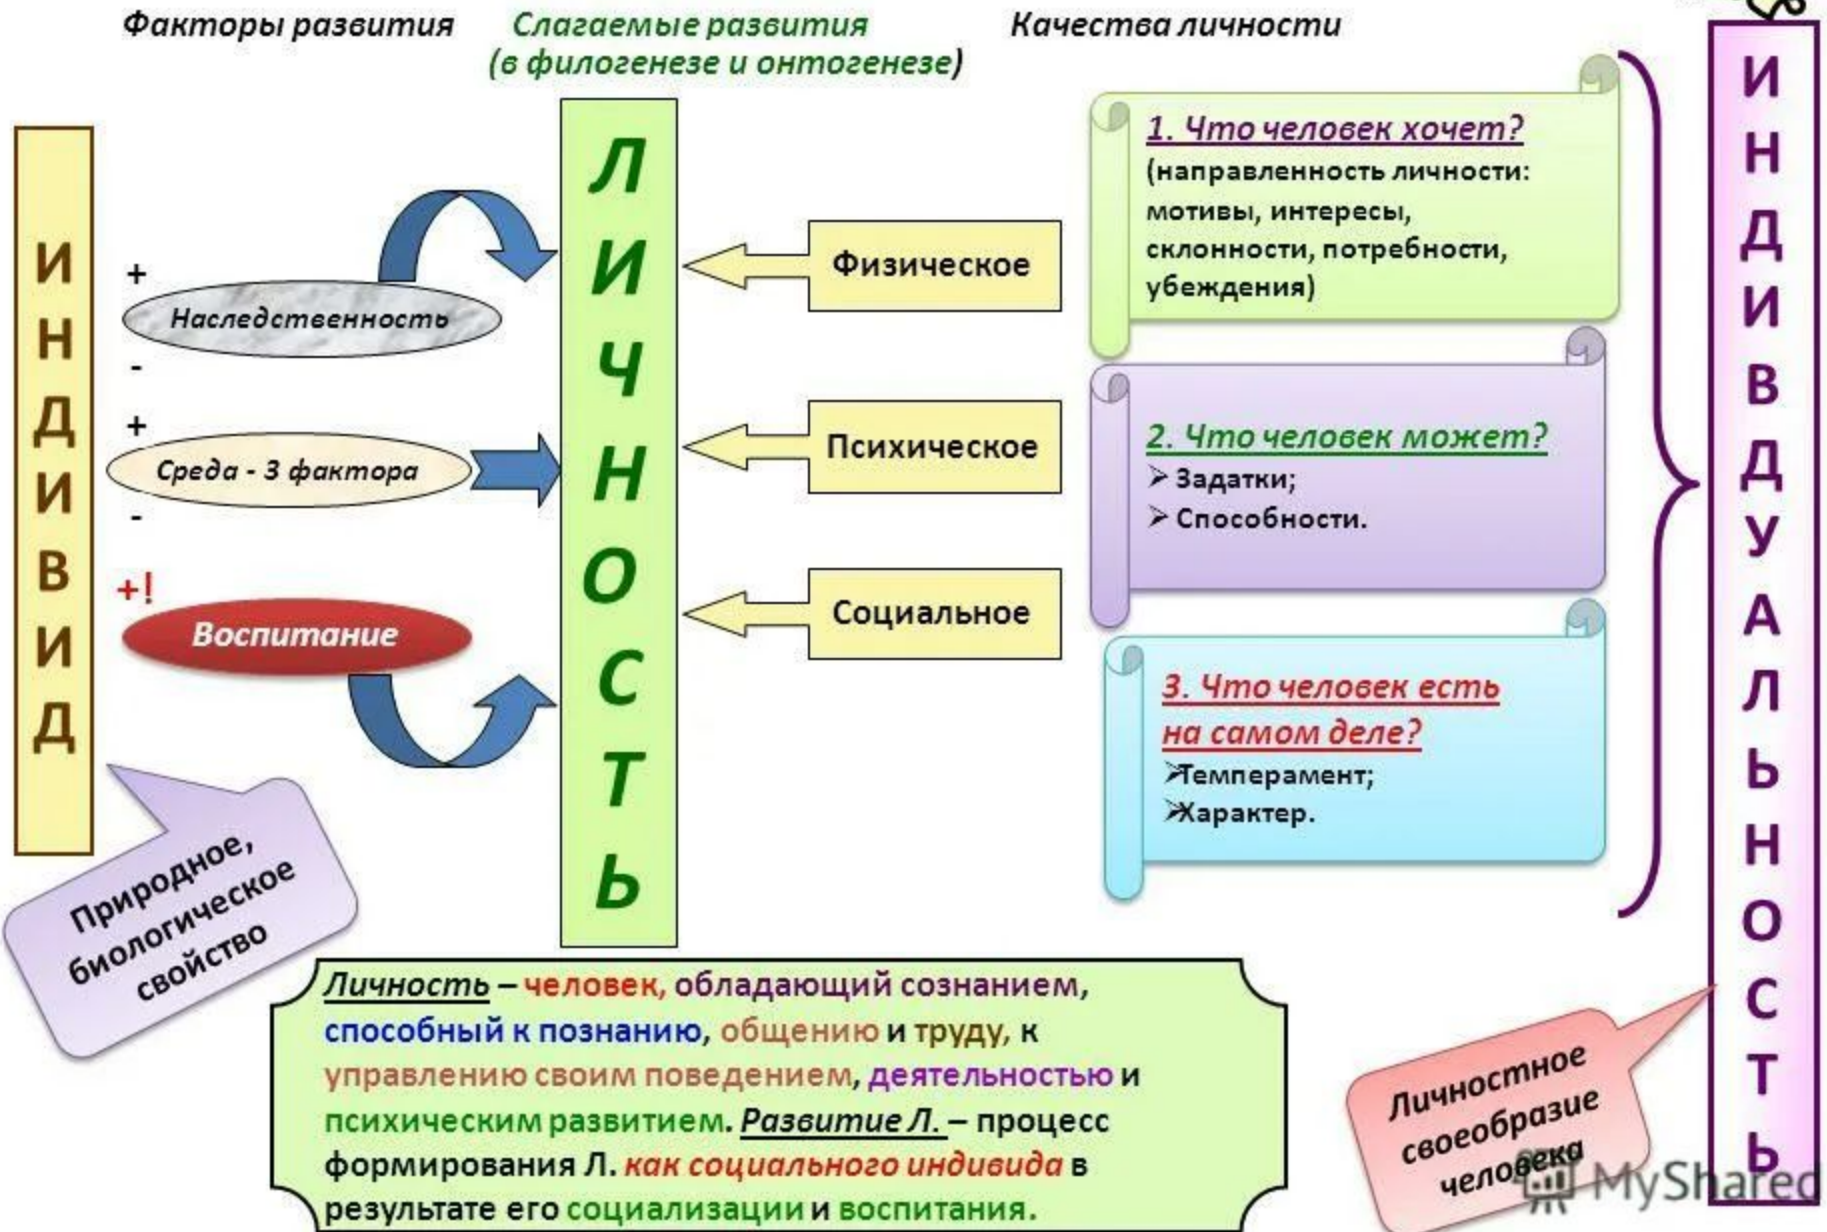 Факторы развития
Слагаемые развития
(в филогенезе и онтогенезе)
Качества личности
ИНДИВИД
+
Наследственность
-
+
Среда - 3 фактора
-
+!
Воспитание
Природное,
биологическое
свойство
ЛИЧНОСТЬ
Физическое
Психическое
Социальное
1. Что человек хочет?
(направленность личности:
мотивы, интересы,
склонности, потребности,
убеждения)
2. Что человек может?
➢ Задатки;
➢ Способности.
3. Что человек есть
на самом деле?
➢Темперамент;
➢Характер.
ИНДИВДУАЛЬНОСТЬ
Личностное
своеобразие
человека
Личность – человек, обладающий сознанием,
способный к познанию, общению и труду, к
управлению своим поведением, деятельностью и
психическим развитием. Развитие Л. – процесс
формирования Л. как социального индивида в
результате его социализации и воспитания.
MyShared